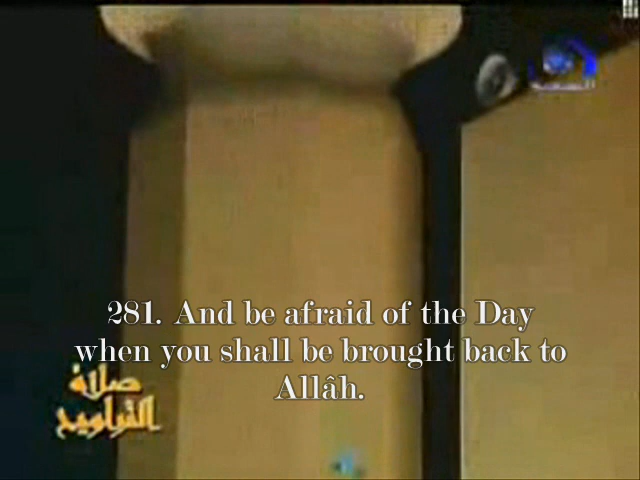 281. And be afraid of the Day
when you shall be brought back to
Allâh.
صلاة
التراويح